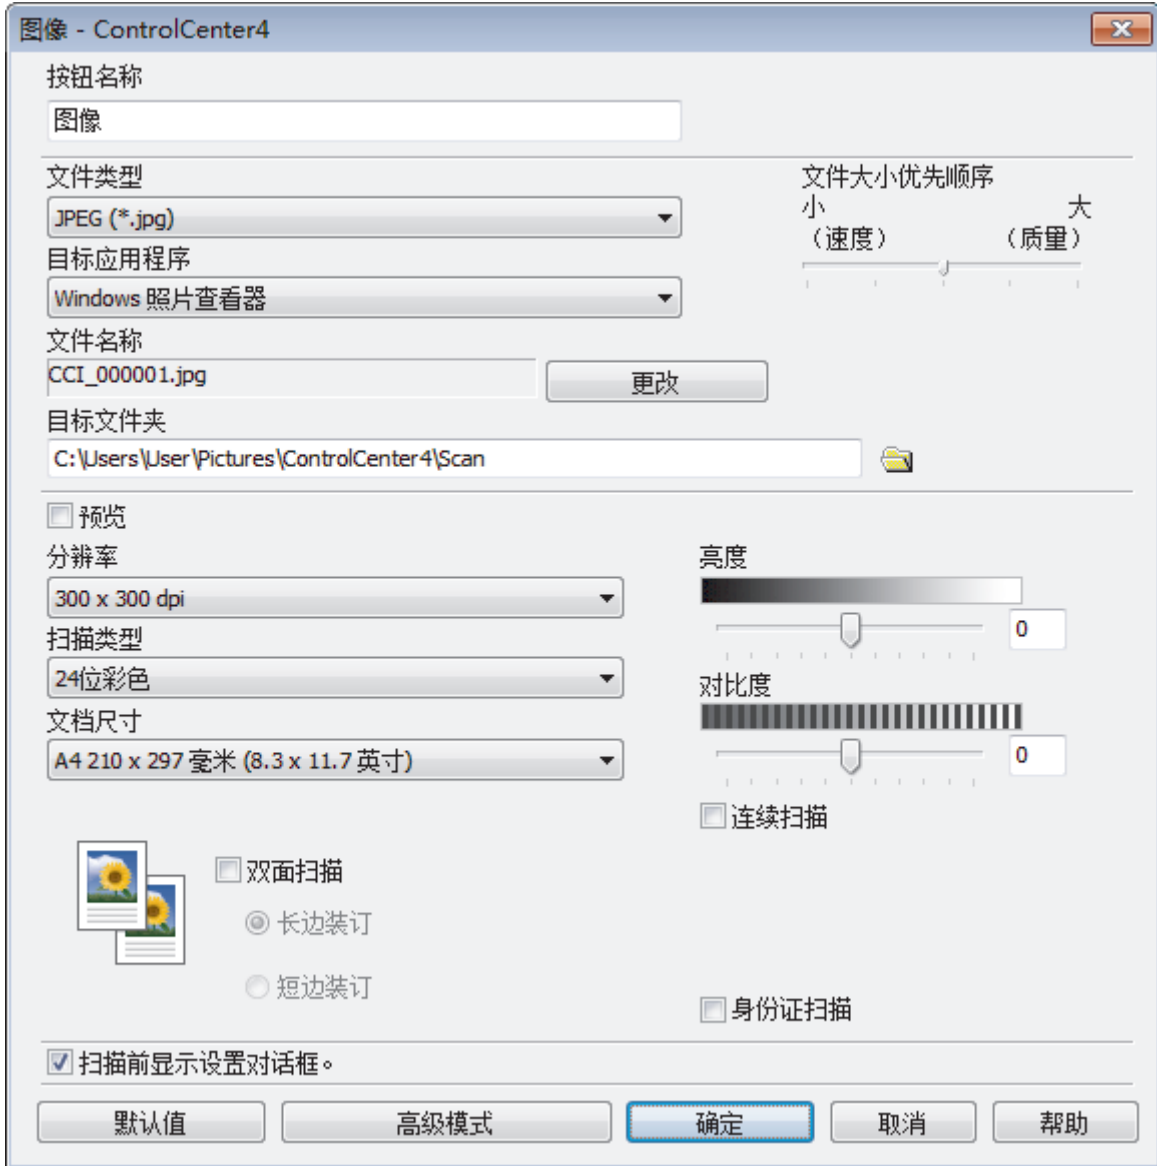 图像 - ControlCenter4
按钮名称
图像
文件类型
JPEG (*.jpg)
文件大小优先顺序
小 大
（速度） （质量）
目标应用程序
Windows 照片查看器
文件名称
CCI_000001.jpg
更改
目标文件夹
C:\Users\User\Pictures\ControlCenter4\Scan
预览
分辨率
300 x 300 dpi
扫描类型
24位彩色
文档尺寸
A4 210 x 297 毫米 (8.3 x 11.7 英寸)
亮度
0
对比度
0
连续扫描
双面扫描
长边装订
短边装订
身份证扫描
扫描前显示设置对话框。
默认值 高级模式 确定 取消 帮助